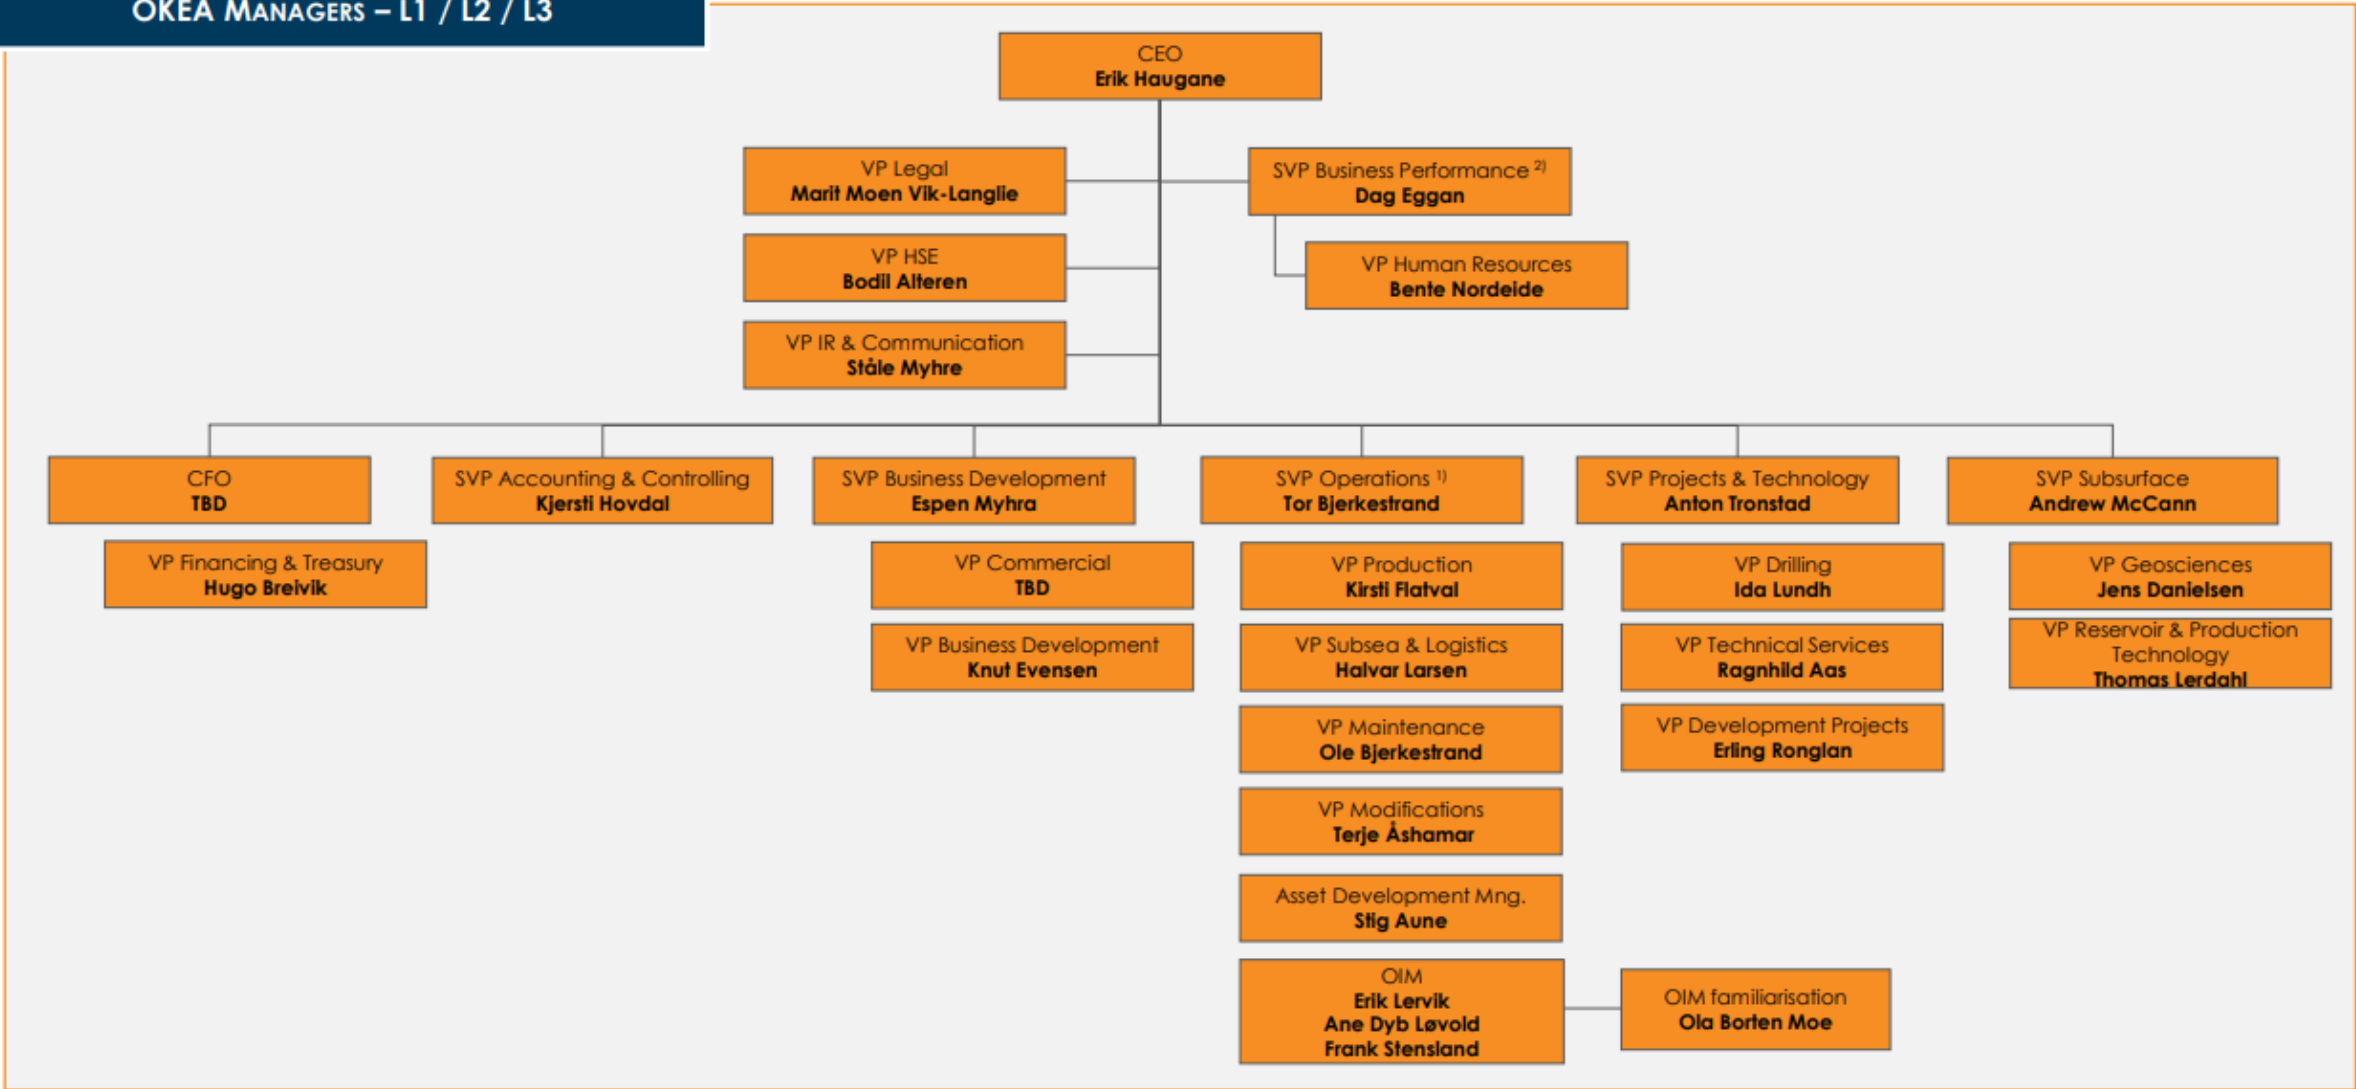 OKEA MANAGERS – L1 / L2 / L3
CEO
Erik Haugane
VP Legal
Marit Moen Vik-Langlie
SVP Business Performance 2)
Dag Eggan
VP HSE
Bodil Alteren
VP Human Resources
Bente Nordeide
VP IR & Communication
Ståle Myhre
CFO
TBD
VP Financing & Treasury
Hugo Breivik
SVP Accounting & Controlling
Kjersti Hovdal
SVP Business Development
Espen Myhra
VP Commercial
TBD
VP Business Development
Knut Evensen
SVP Operations 1)
Tor Bjerkestrand
VP Production
Kirsti Flatval
VP Subsea & Logistics
Halvar Larsen
VP Maintenance
Ole Bjerkestrand
VP Modifications
Terje Åshamar
Asset Development Mng.
Stig Aune
OIM
Erik Lervik
Ane Dyb Løvold
Frank Stensland
OIM familiarisation
Ola Borten Moe
SVP Projects & Technology
Anton Tronstad
VP Drilling
Ida Lundh
VP Technical Services
Ragnhild Aas
VP Development Projects
Erling Ronglan
SVP Subsurface
Andrew McCann
VP Geosciences
Jens Danielsen
VP Reservoir & Production
Technology
Thomas Lerdahl